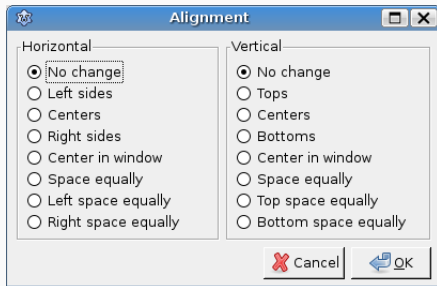 Alignment
Horizontal
No change
Left sides
Centers
Right sides
Center in window
Space equally
Left space equally
Right space equally
Vertical
No change
Tops
Centers
Bottoms
Center in window
Space equally
Top space equally
Bottom space equally
Cancel
OK